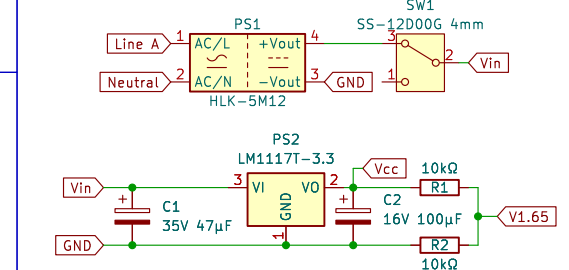 SW1
PS1
SS-12D00G 4mm
Line A 1 AC/L +Vout 4 3
2 Vin
Neutral 2 AC/N -Vout 3 GND 1
HLK-5M12
PS2
LM1117T-3.3
Vcc
10kΩ
Vin 3 VI VO 2 R1
+ C1 GND + C2
35V 47µF 16V 100µF V1.65
1
GND R2
10kΩ